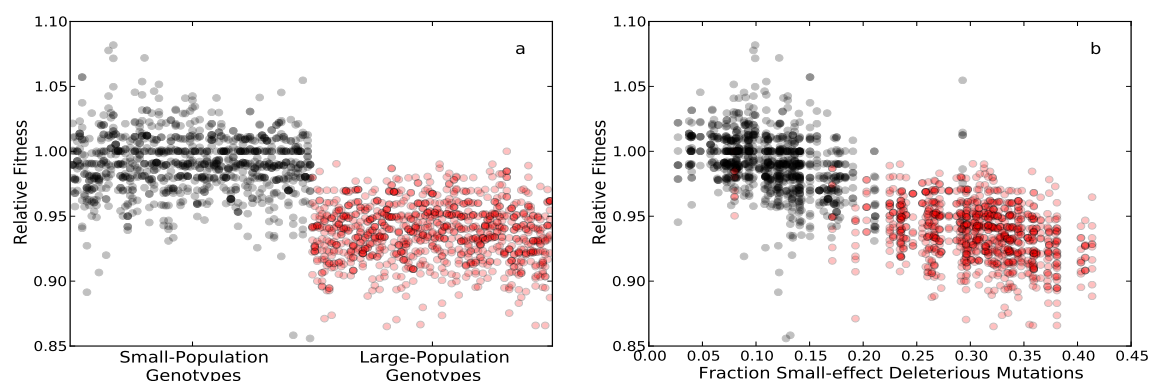 1.10
1.05
1.00
0.95
0.90
0.85
Relative Fitness
a
Small-Population
Genotypes
Large-Population
Genotypes
1.10
1.05
1.00
0.95
0.90
0.85
Relative Fitness
b
0.00 0.05 0.10 0.15 0.20 0.25 0.30 0.35 0.40 0.45
Fraction Small-effect Deleterious Mutations